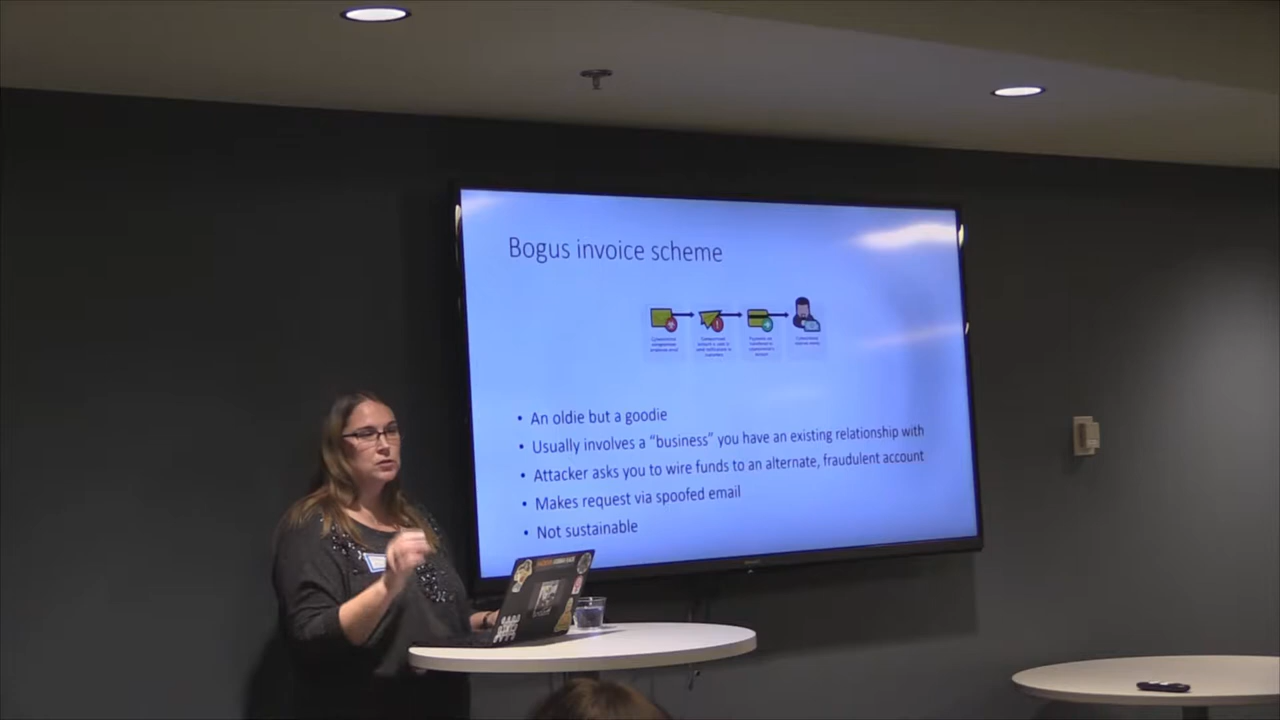 Bogus invoice scheme
• An oldie but a goodie
• Usually involves a “business” you have an existing relationship with
• Attacker asks you to wire funds to an alternate, fraudulent account
• Makes request via spoofed email
• Not sustainable